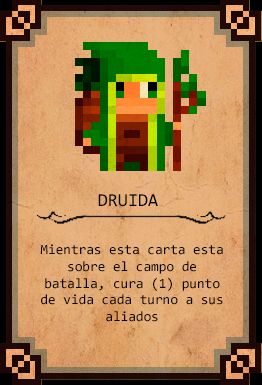 DRUIDA
Mientras esta carta esta
sobre el campo de
batalla, cura (1) punto
de vida cada turno a sus
aliados